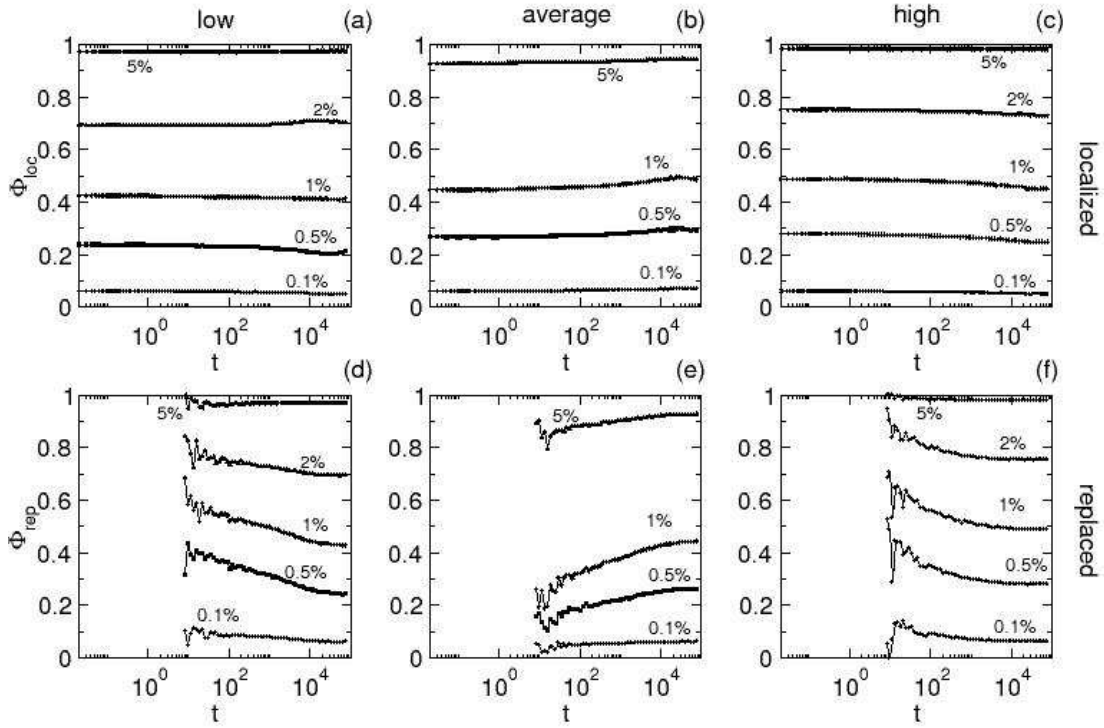 low average high
(a) (b) (c)
1 1 1
5% 5% 5%
0.8 0.8 0.8
2% 2%
0.6 0.6 0.6
Φloc localized
1% 1% 1%
0.4 0.4 0.4
0.5% 0.5% 0.5%
0.2 0.2 0.2
0.1% 0.1% 0.1%
0 0 0
10^0 10^2 10^4 10^0 10^2 10^4 10^0 10^2 10^4
t t t
(d) (e) (f)
1 1 1
5% 5% 5%
0.8 0.8 0.8
2% 2%
0.6 0.6 0.6
Φrep replaced
1% 1% 1%
0.4 0.4 0.4
0.5% 0.5% 0.5%
0.2 0.2 0.2
0.1% 0.1% 0.1%
0 0 0
10^0 10^2 10^4 10^0 10^2 10^4 10^0 10^2 10^4
t t t